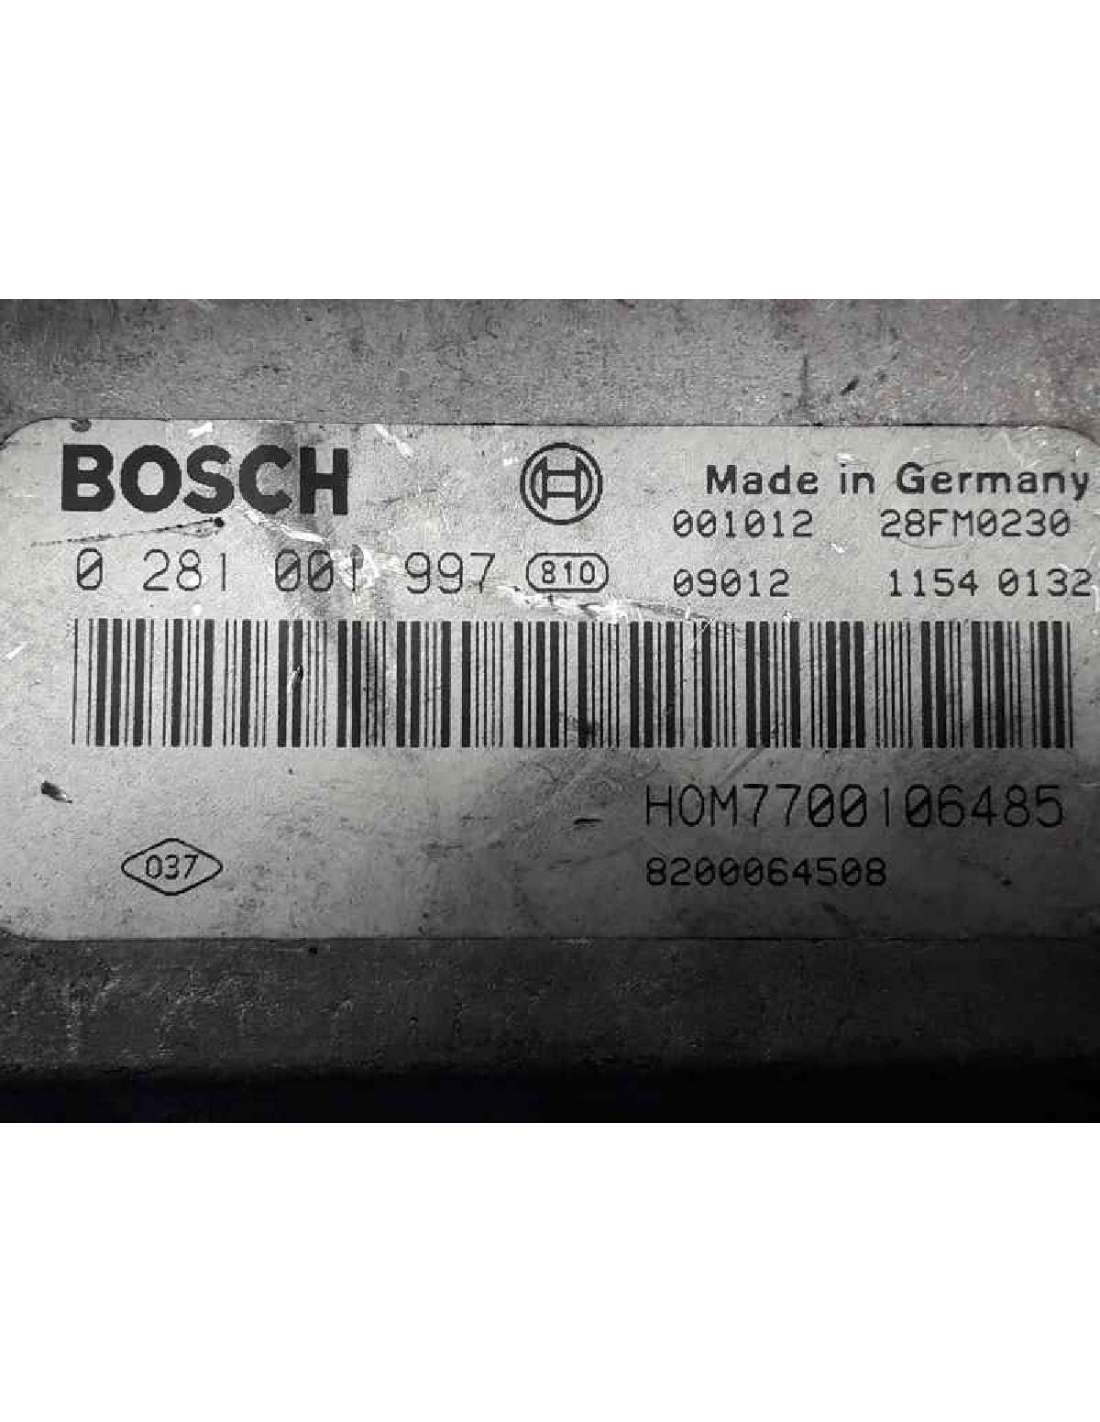 BOSCH
Made in Germany
001012 28FM0230
0 281 001 997 810 09012 1154 0132
HOM7700106485
037
8200064508